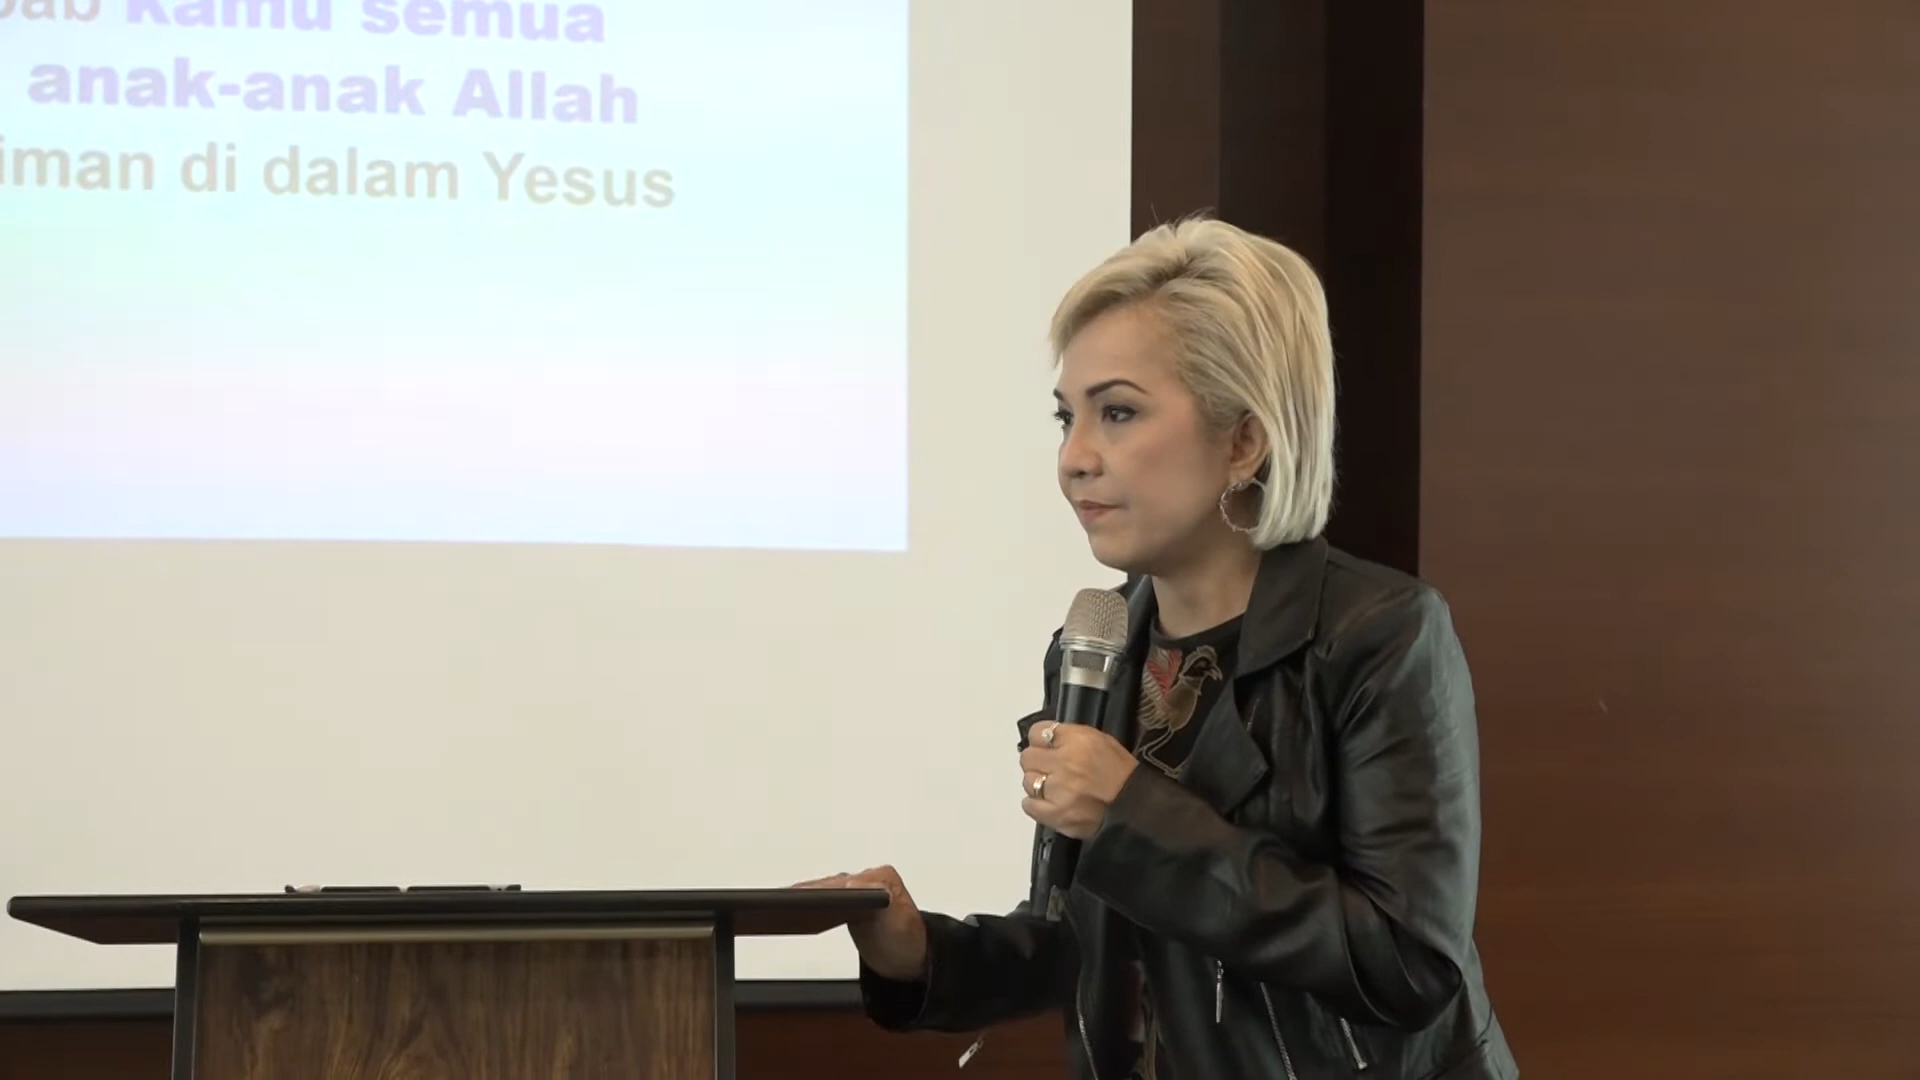 kamu semua
anak-anak Allah
iman di dalam Yesus